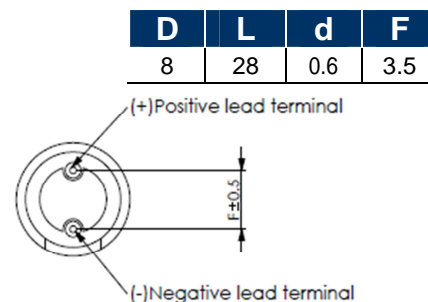 D L d F
8 28 0.6 3.5
(+)Positive lead terminal
F±0.5
(-)Negative lead terminal